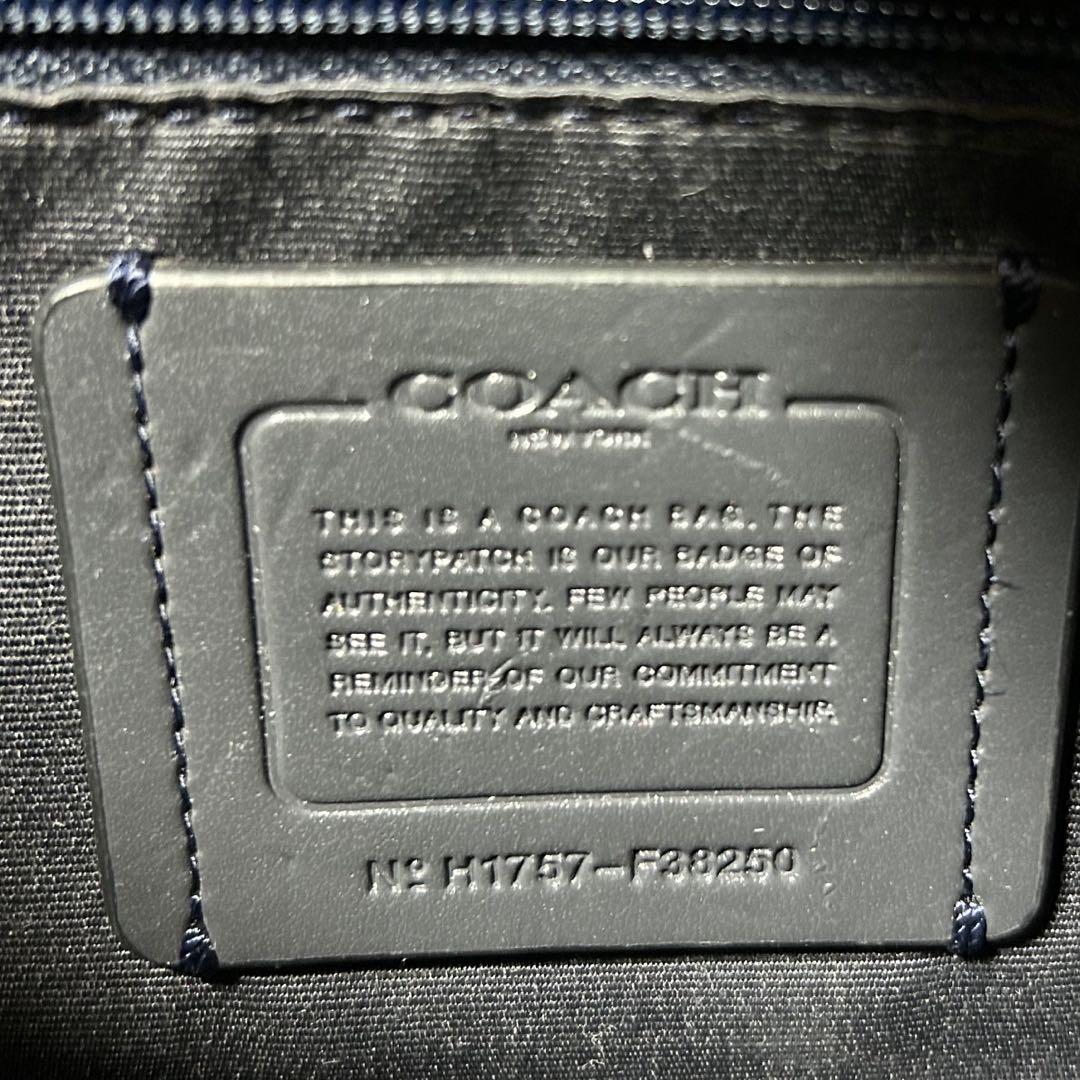 COACH
NEW YORK
THIS IS A COACH BAG. THE
STORYPATCH IS OUR BADGE OF
AUTHENTICITY. FEW PEOPLE MAY
SEE IT, BUT IT WILL ALWAYS BE A
REMINDER OF OUR COMMITMENT
TO QUALITY AND CRAFTSMANSHIP.
Nº H1757-F38250